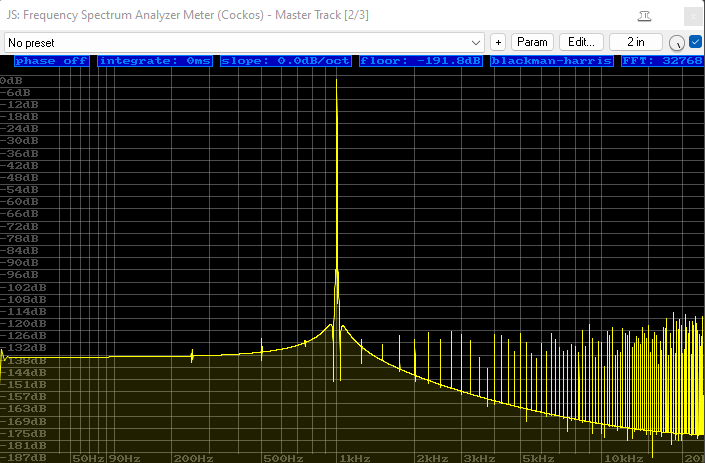 JS: Frequency Spectrum Analyzer Meter (Cockos) - Master Track [2/3]
No preset + Param Edit... 2 in
phase off integrate: 0ms slope: 0.0dB/oct floor: -191.8dB blackman-harris FFT: 32768
0dB
-6dB
-12dB
-18dB
-24dB
-30dB
-36dB
-42dB
-48dB
-54dB
-60dB
-66dB
-72dB
-78dB
-84dB
-90dB
-96dB
-102dB
-108dB
-114dB
-120dB
-126dB
-132dB
-138dB
-144dB
-151dB
-157dB
-163dB
-169dB
-175dB
-181dB
-187dB 50Hz 90Hz 200Hz 500Hz 1kHz 2kHz 3kHz 5kHz 10kHz 20